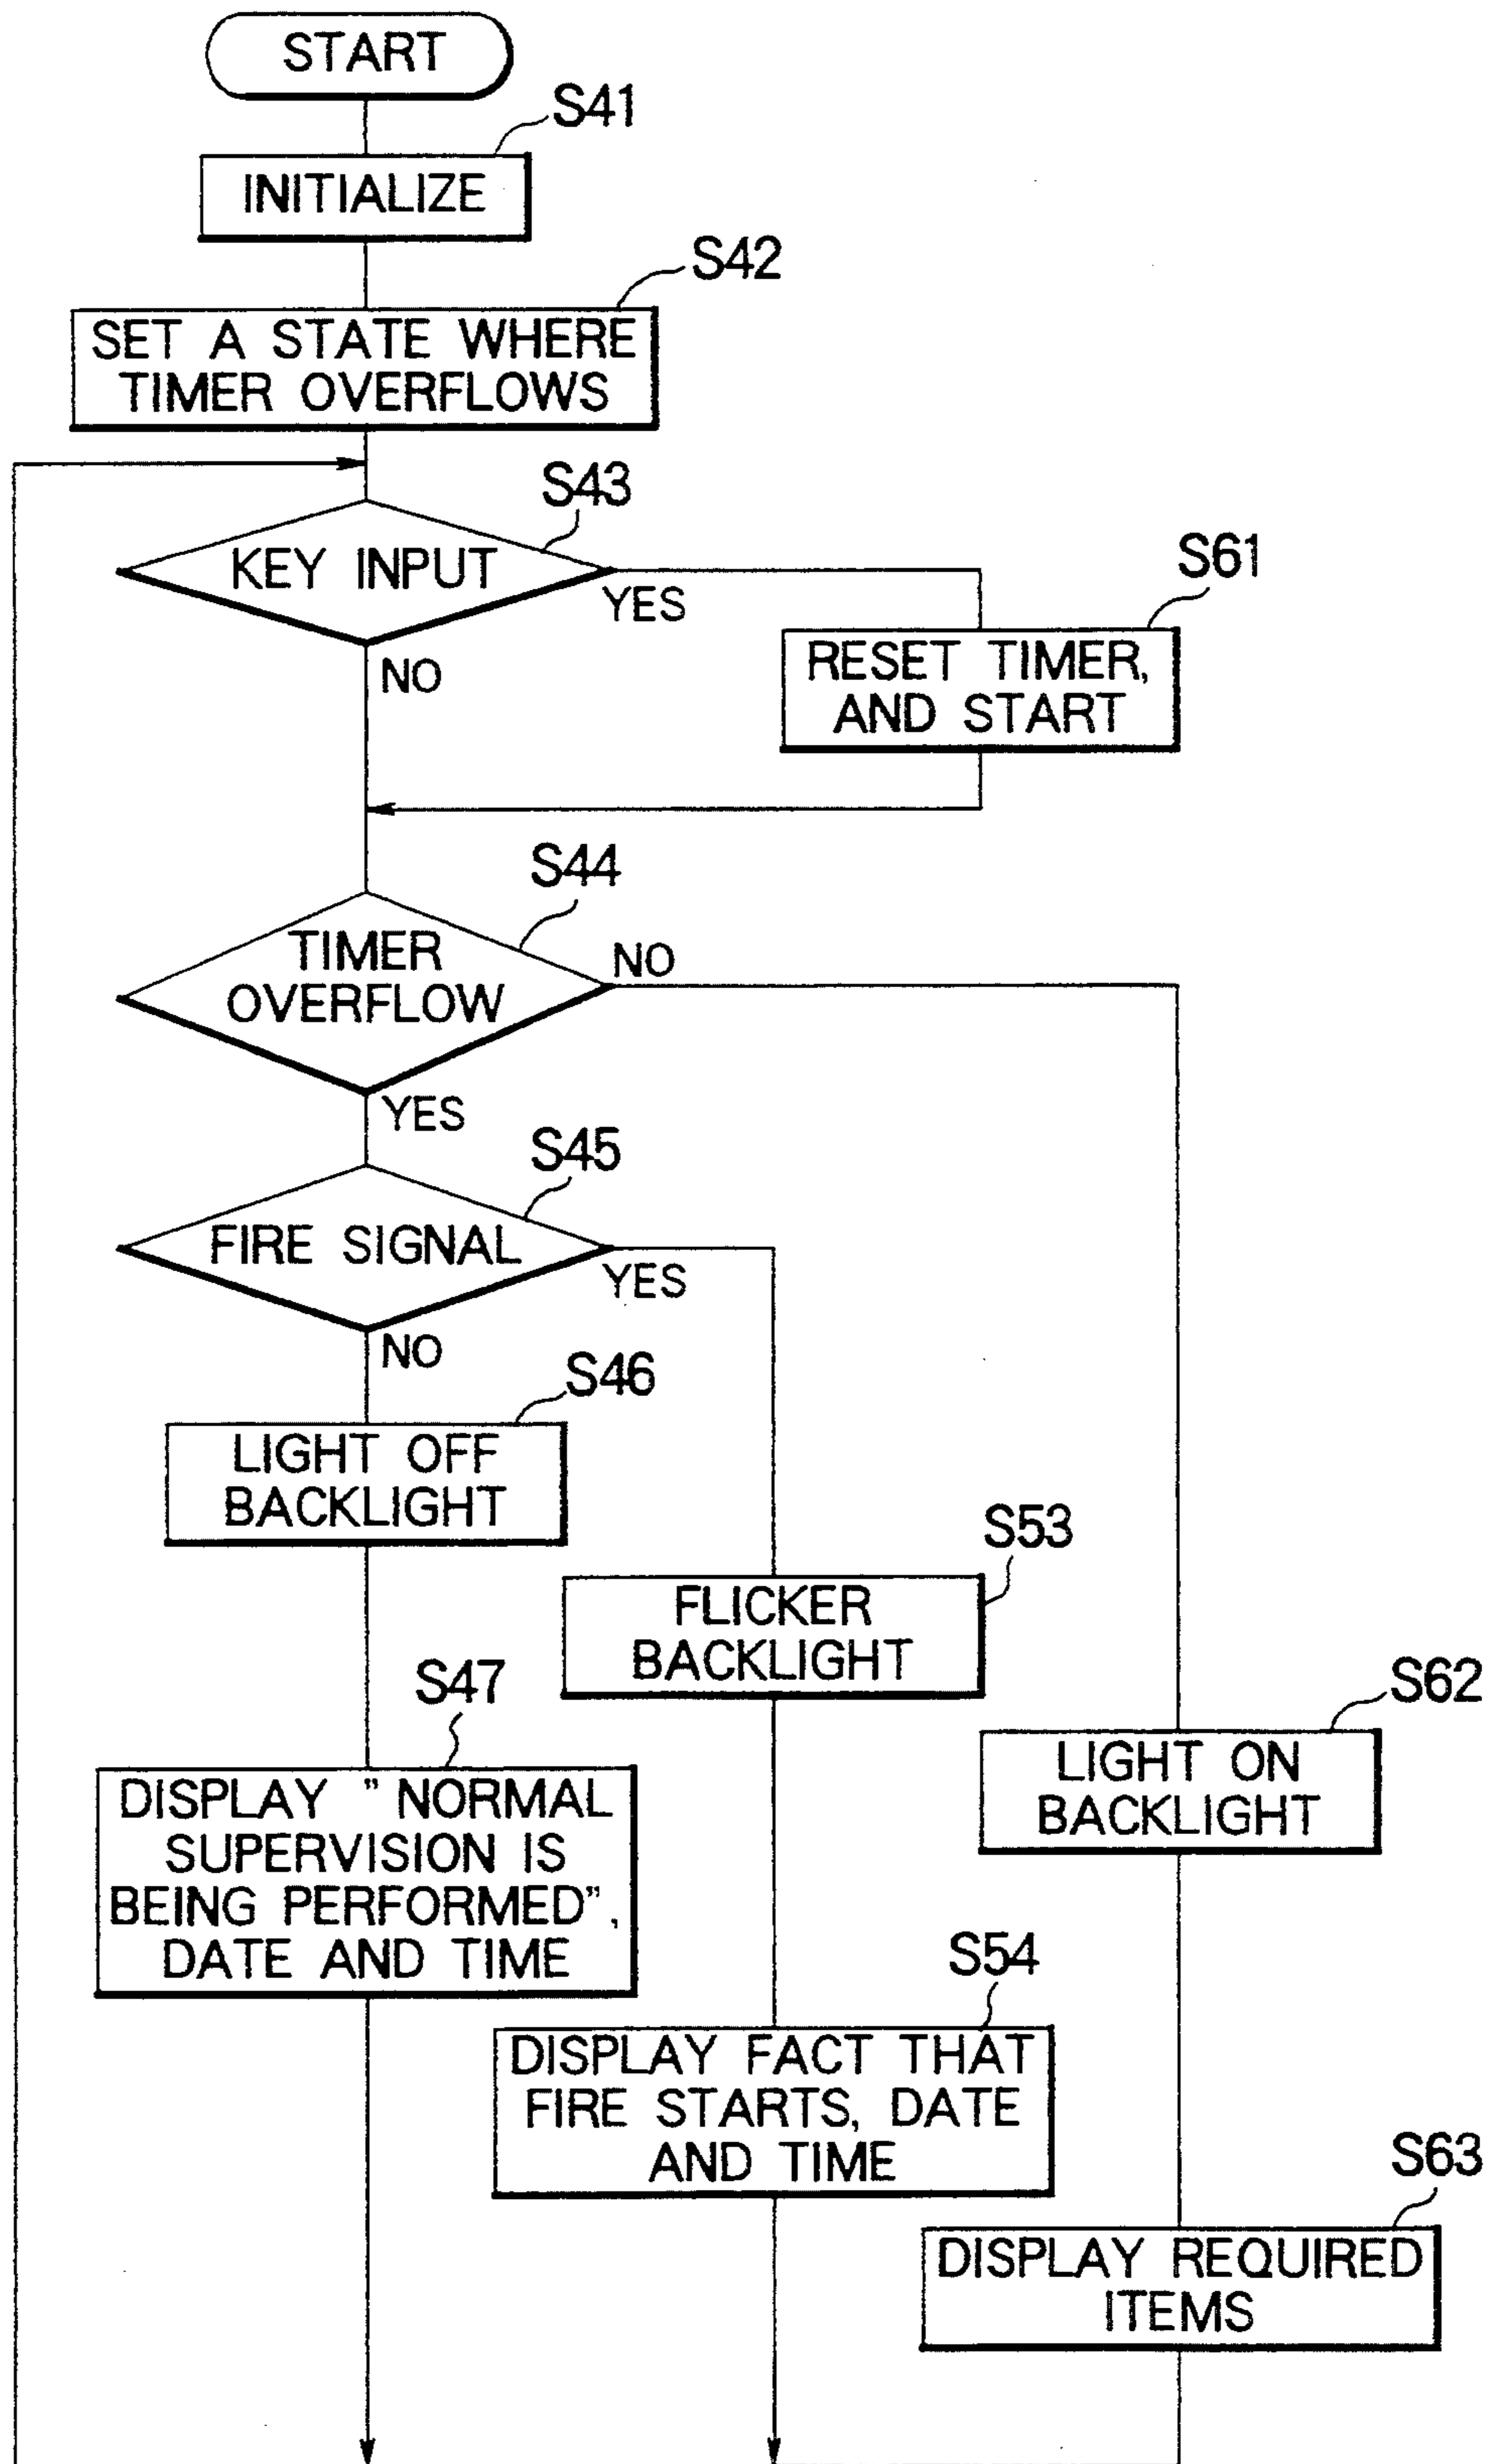 START
S41
INITIALIZE
S42
SET A STATE WHERE
TIMER OVERFLOWS
S43
KEY INPUT
YES
NO
S61
RESET TIMER,
AND START
S44
TIMER
OVERFLOW
NO
YES
S45
FIRE SIGNAL
YES
NO
S46
LIGHT OFF
BACKLIGHT
S53
FLICKER
BACKLIGHT
S47
DISPLAY " NORMAL
SUPERVISION IS
BEING PERFORMED",
DATE AND TIME
S62
LIGHT ON
BACKLIGHT
S54
DISPLAY FACT THAT
FIRE STARTS, DATE
AND TIME
S63
DISPLAY REQUIRED
ITEMS